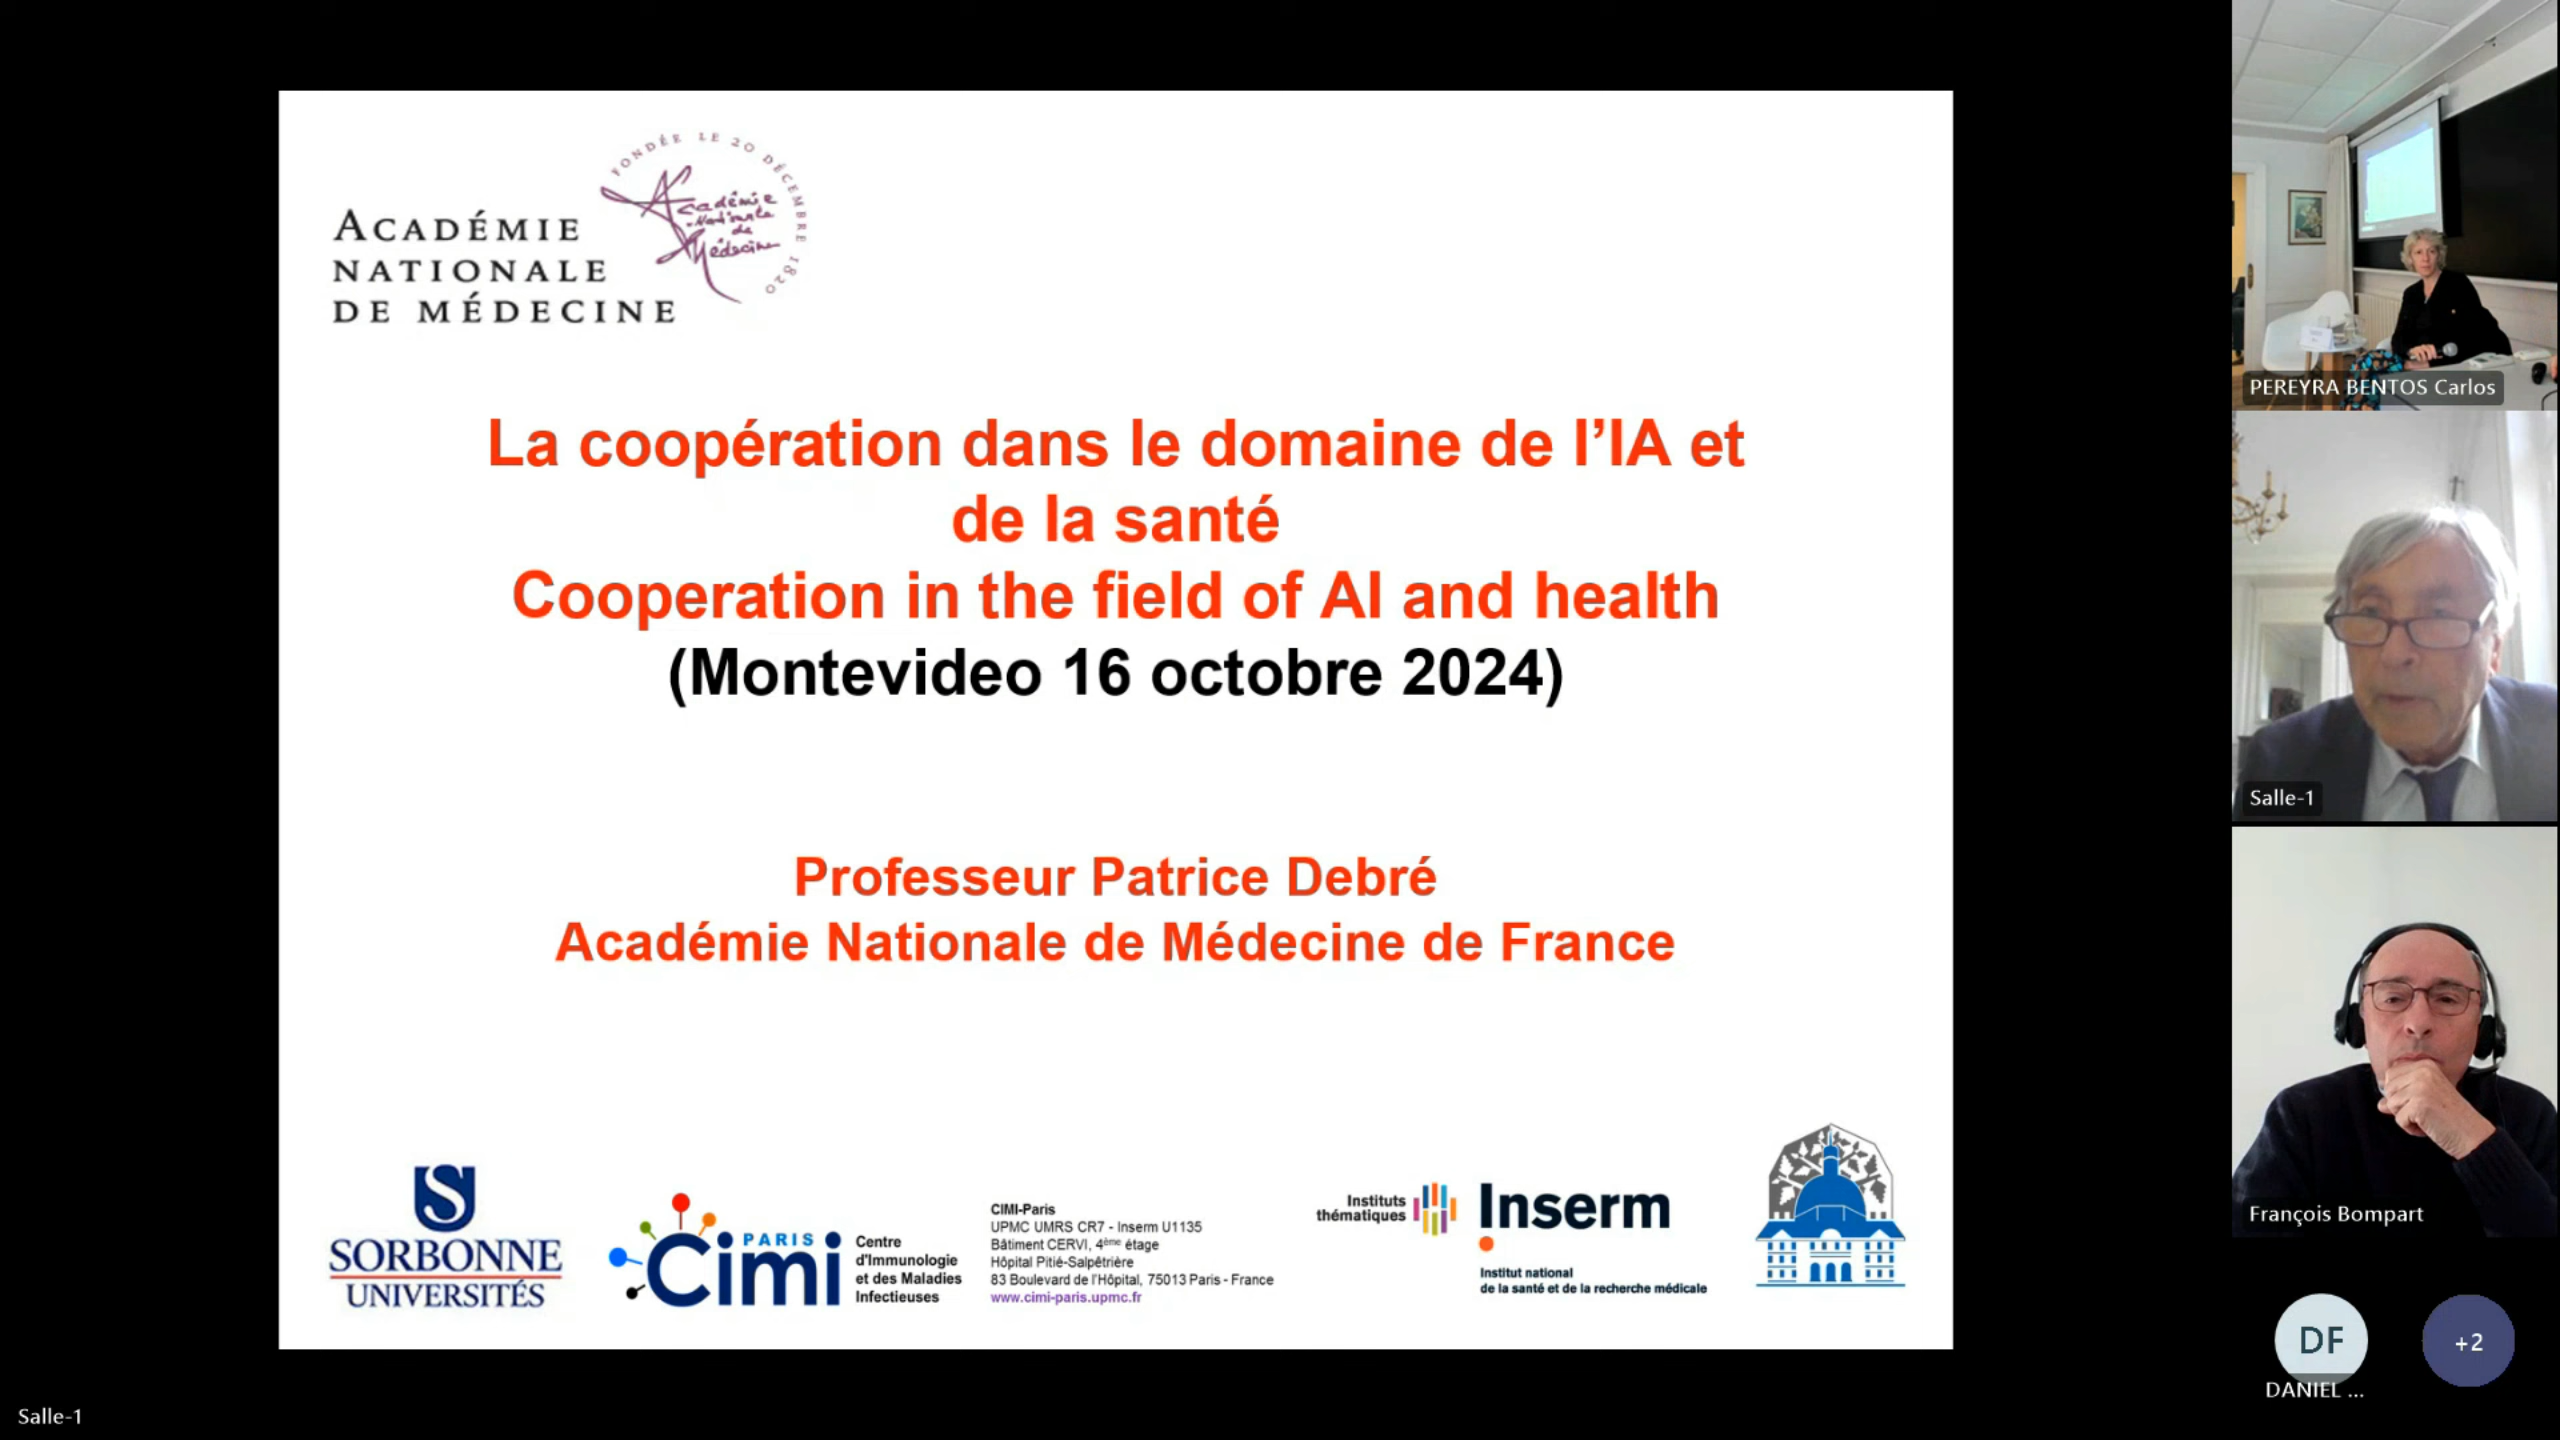 FONDÉE LE 20 DÉCEMBRE 1820
Académie
Nationale
de
Médecine
ACADÉMIE
NATIONALE
DE MÉDECINE
La coopération dans le domaine de l’IA et
de la santé
Cooperation in the field of AI and health
(Montevideo 16 octobre 2024)
Professeur Patrice Debré
Académie Nationale de Médecine de France
S
SORBONNE
UNIVERSITÉS
PARIS
Cimi
Centre
d'Immunologie
et des Maladies
Infectieuses
CIMI-Paris
UPMC UMRS CR7 - Inserm U1135
Bâtiment CERVI, 4ème étage
Hôpital Pitié-Salpêtrière
83 Boulevard de l'Hôpital, 75013 Paris - France
www.cimi-paris.upmc.fr
Instituts
thématiques
Inserm
Institut national
de la santé et de la recherche médicale
PEREYRA BENTOS Carlos
Salle-1
François Bompart
DF
DANIEL ...
+2
Salle-1